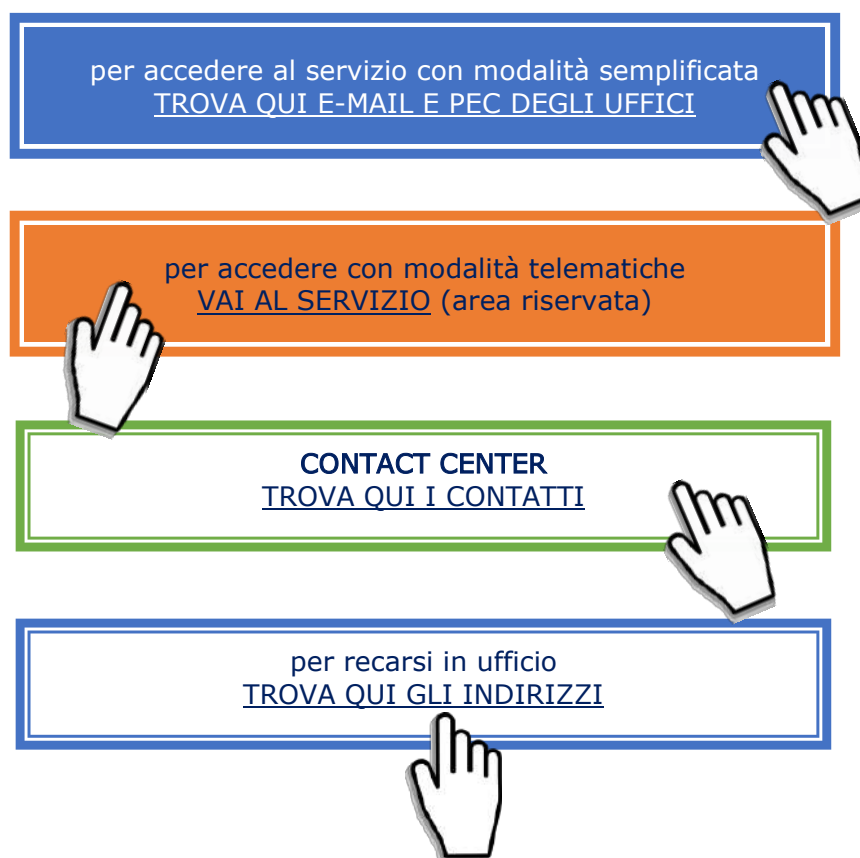 per accedere al servizio con modalità semplificata
TROVA QUI E-MAIL E PEC DEGLI UFFICI
per accedere con modalità telematiche
VAI AL SERVIZIO (area riservata)
CONTACT CENTER
TROVA QUI I CONTATTI
per recarsi in ufficio
TROVA QUI GLI INDIRIZZI